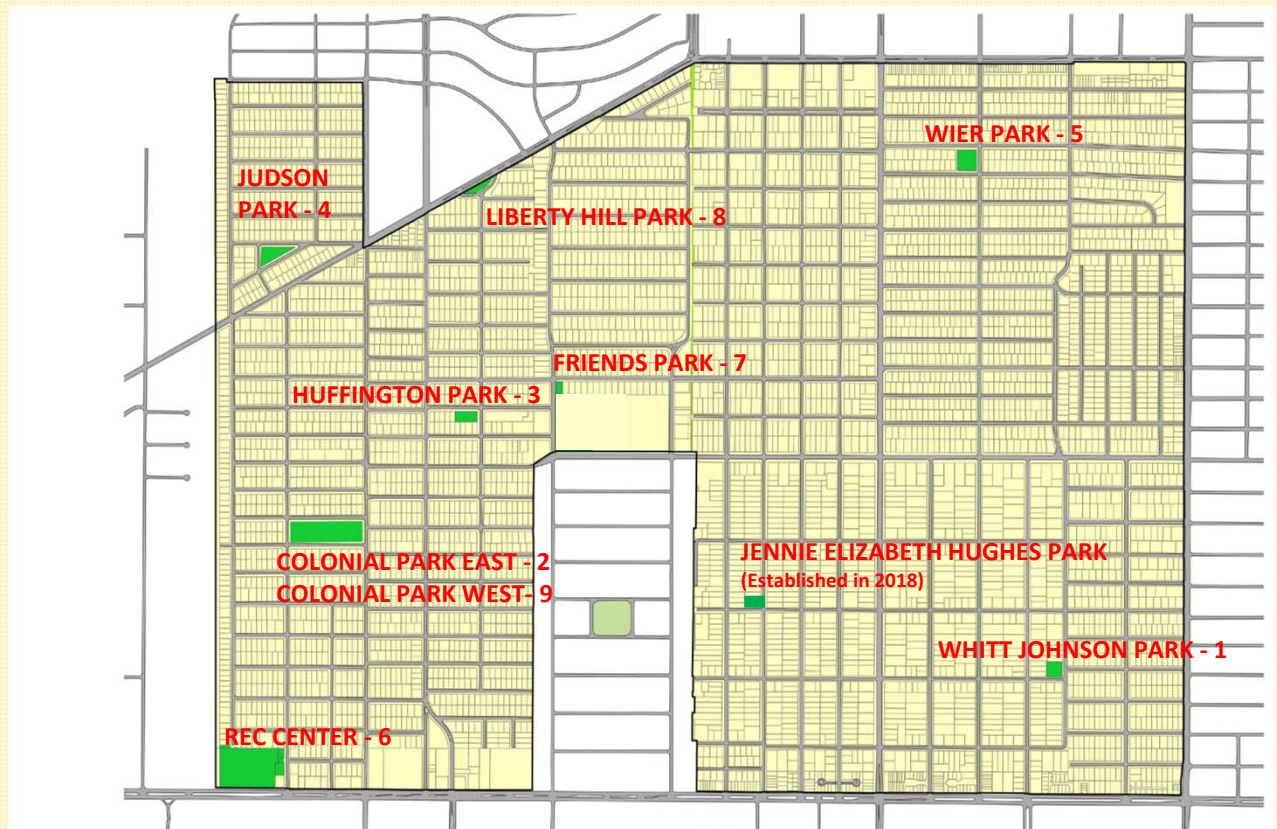 WIER PARK - 5
JUDSON
PARK - 4
LIBERTY HILL PARK - 8
FRIENDS PARK - 7
HUFFINGTON PARK - 3
COLONIAL PARK EAST - 2
COLONIAL PARK WEST- 9
JENNIE ELIZABETH HUGHES PARK
(Established in 2018)
WHITT JOHNSON PARK - 1
REC CENTER - 6